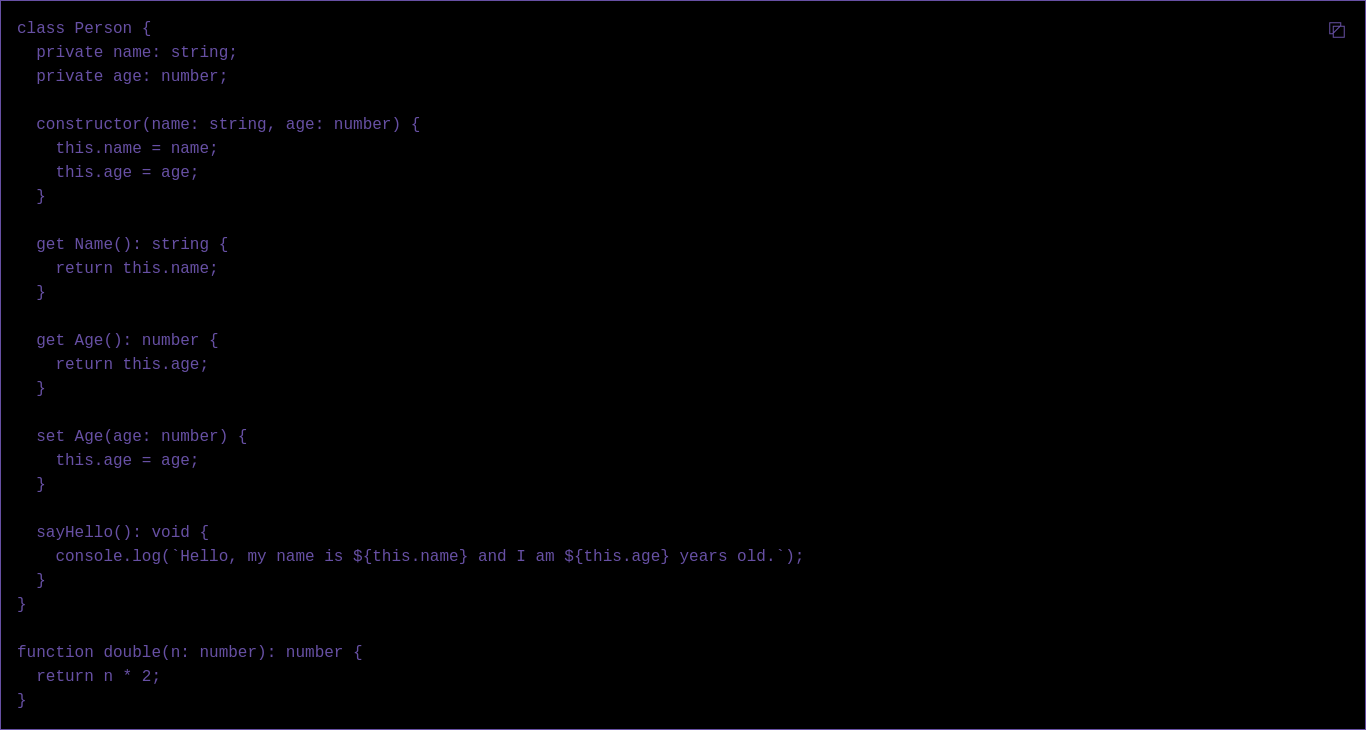 class Person {
  private name: string;
  private age: number;

  constructor(name: string, age: number) {
    this.name = name;
    this.age = age;
  }

  get Name(): string {
    return this.name;
  }

  get Age(): number {
    return this.age;
  }

  set Age(age: number) {
    this.age = age;
  }

  sayHello(): void {
    console.log(`Hello, my name is ${this.name} and I am ${this.age} years old.`);
  }
}

function double(n: number): number {
  return n * 2;
}